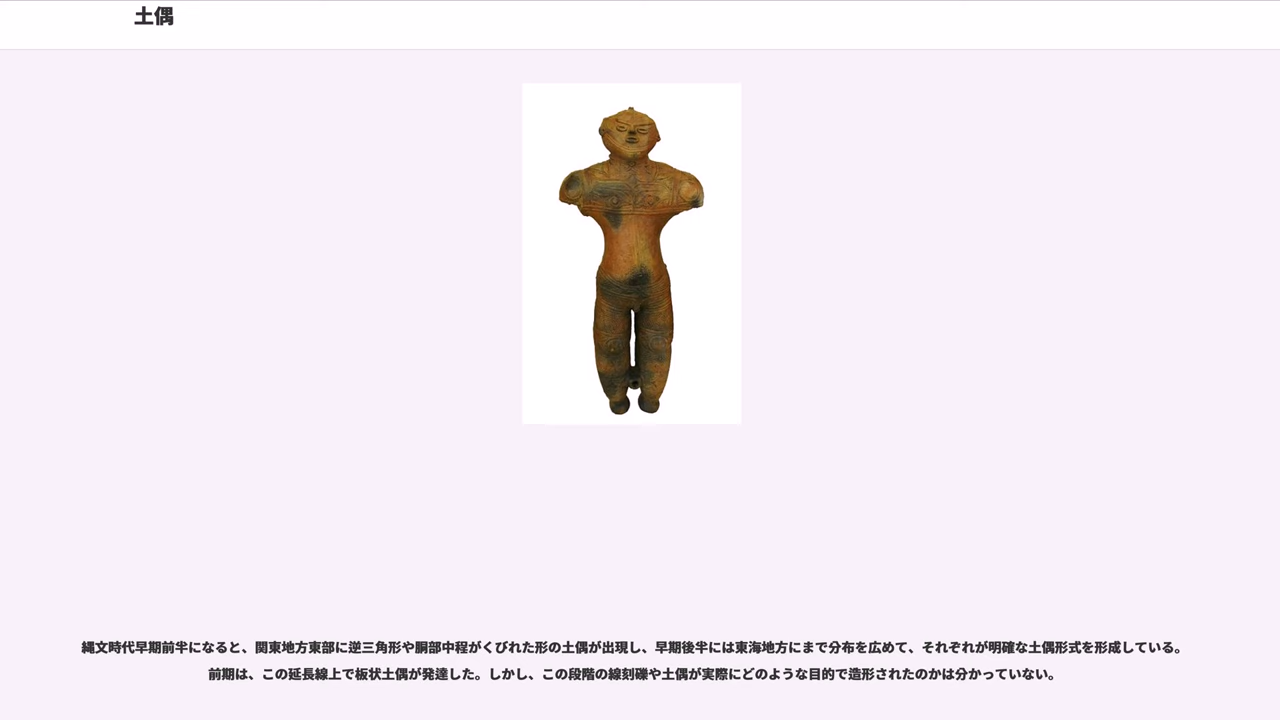 土偶
縄文時代早期前半になると、関東地方東部に逆三角形や胴部中程がくびれた形の土偶が出現し、早期後半には東海地方にまで分布を広めて、それぞれが明確な土偶形式を形成している。
前期は、この延長線上で板状土偶が発達した。しかし、この段階の線刻礫や土偶が実際にどのような目的で造形されたのかは分かっていない。